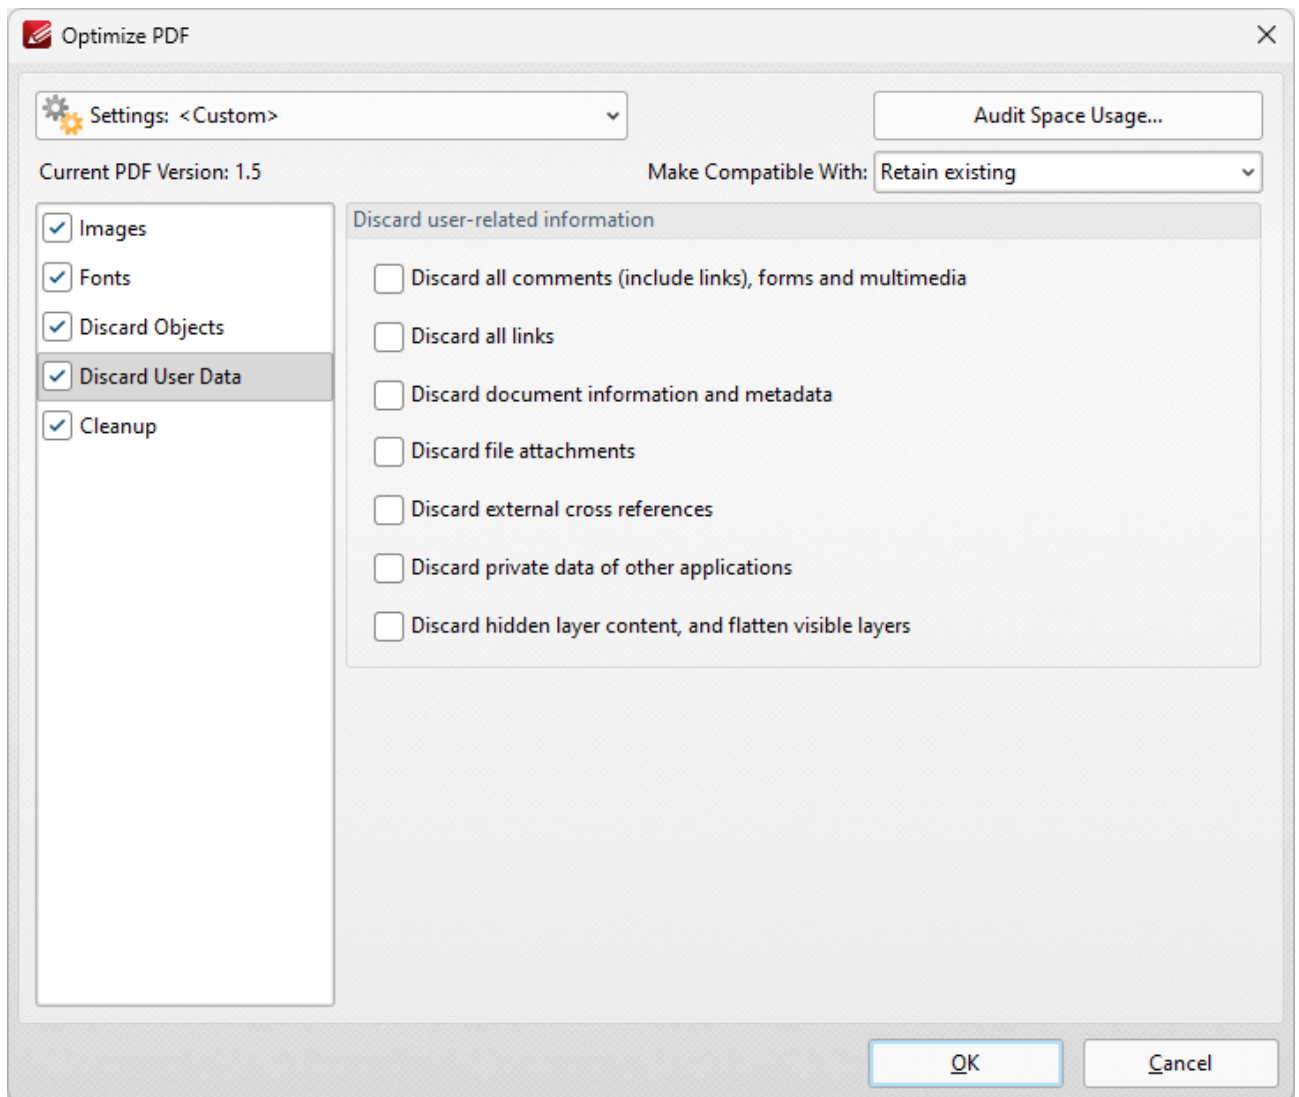 Optimize PDF
Settings: <Custom>
Audit Space Usage...
Current PDF Version: 1.5
Make Compatible With: Retain existing
Images
Fonts
Discard Objects
Discard User Data
Cleanup
Discard user-related information
Discard all comments (include links), forms and multimedia
Discard all links
Discard document information and metadata
Discard file attachments
Discard external cross references
Discard private data of other applications
Discard hidden layer content, and flatten visible layers
OK
Cancel